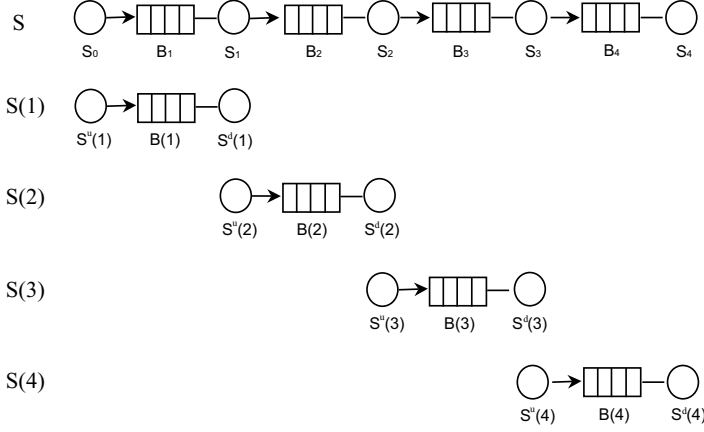 S
S₀ B₁ S₁ B₂ S₂ B₃ S₃ B₄ S₄
S(1)
Sᵘ(1) B(1) Sᵈ(1)
S(2)
Sᵘ(2) B(2) Sᵈ(2)
S(3)
Sᵘ(3) B(3) Sᵈ(3)
S(4)
Sᵘ(4) B(4) Sᵈ(4)